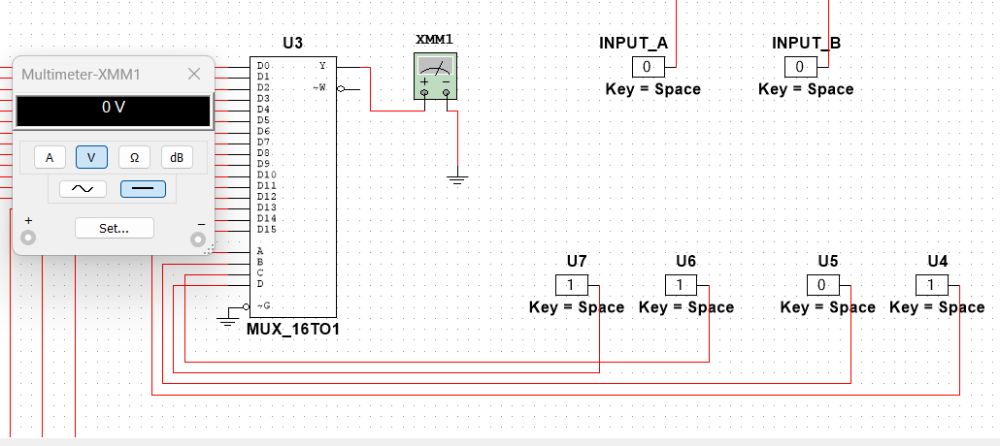 Multimeter-XMM1
0 V
A V Ω dB
+ −
Set...
U3
D0
D1
D2
D3
D4
D5
D6
D7
D8
D9
D10
D11
D12
D13
D14
D15
A
B
C
D
~G
Y
~W
MUX_16TO1
XMM1
+ −
INPUT_A
0
Key = Space
INPUT_B
0
Key = Space
U7
1
Key = Space
U6
1
Key = Space
U5
0
Key = Space
U4
1
Key = Space